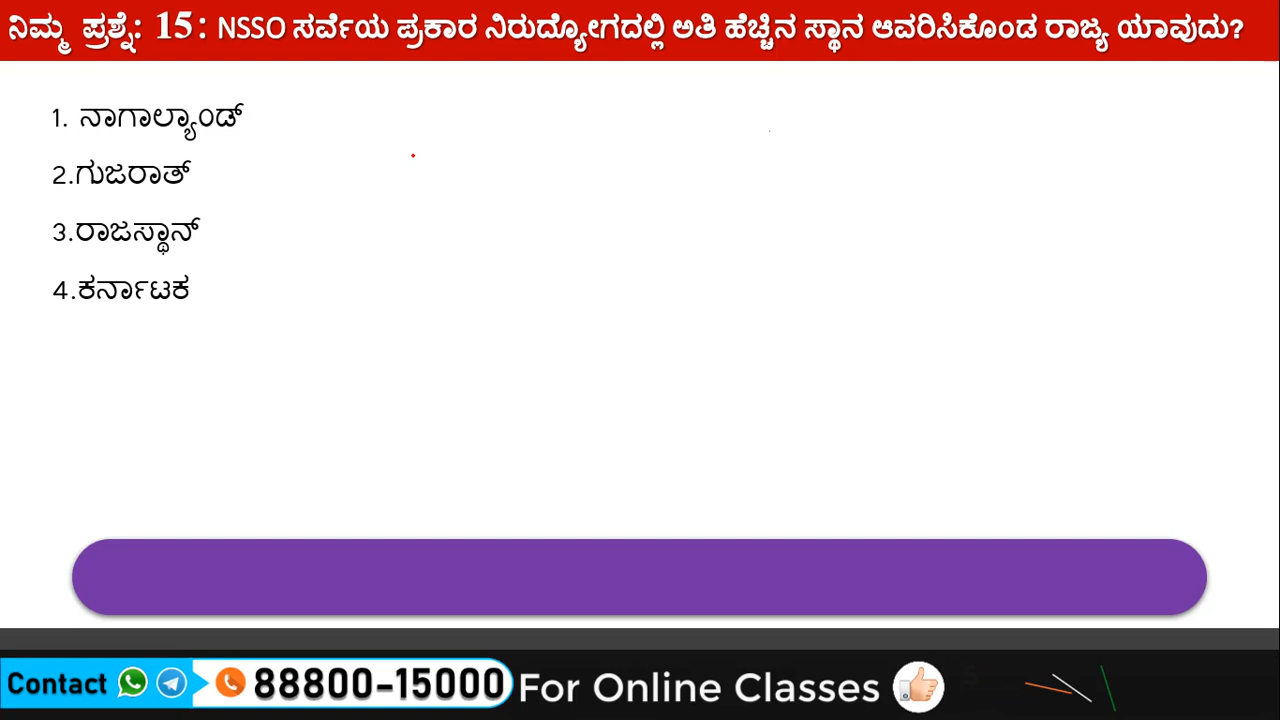 ನಿಮ್ಮ ಪ್ರಶ್ನೆ: 15: NSSO ಸರ್ವೆಯ ಪ್ರಕಾರ ನಿರುದ್ಯೋಗದಲ್ಲಿ ಅತಿ ಹೆಚ್ಚಿನ ಸ್ಥಾನ ಆವರಿಸಿಕೊಂಡ ರಾಜ್ಯ ಯಾವುದು?
1. ನಾಗಾಲ್ಯಾಂಡ್
2.ಗುಜರಾತ್
3.ರಾಜಸ್ಥಾನ್
4.ಕರ್ನಾಟಕ
Contact 88800-15000 For Online Classes